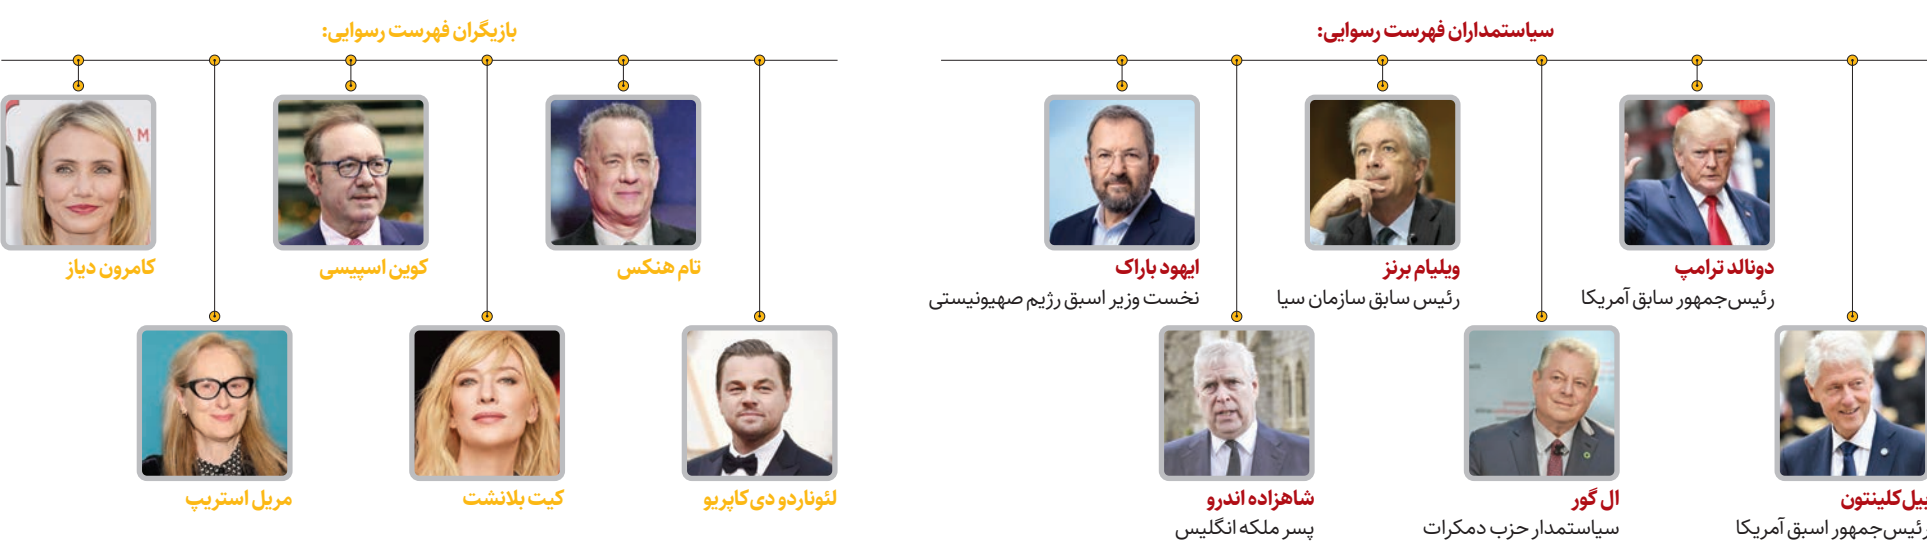 سیاستمداران فهرست رسوایی:
دونالد ترامپ
رئیس‌جمهور سابق آمریکا
ویلیام برنز
رئیس سابق سازمان سیا
ایهود باراک
نخست وزیر اسبق رژیم صهیونیستی
بیل کلینتون
رئیس‌جمهور اسبق آمریکا
ال گور
سیاستمدار حزب دمکرات
شاهزاده اندرو
پسر ملکه انگلیس
بازیگران فهرست رسوایی:
تام هنکس
کوین اسپیسی
کامرون دیاز
لئوناردو دی‌کاپریو
کیت بلانشت
مریل استریپ